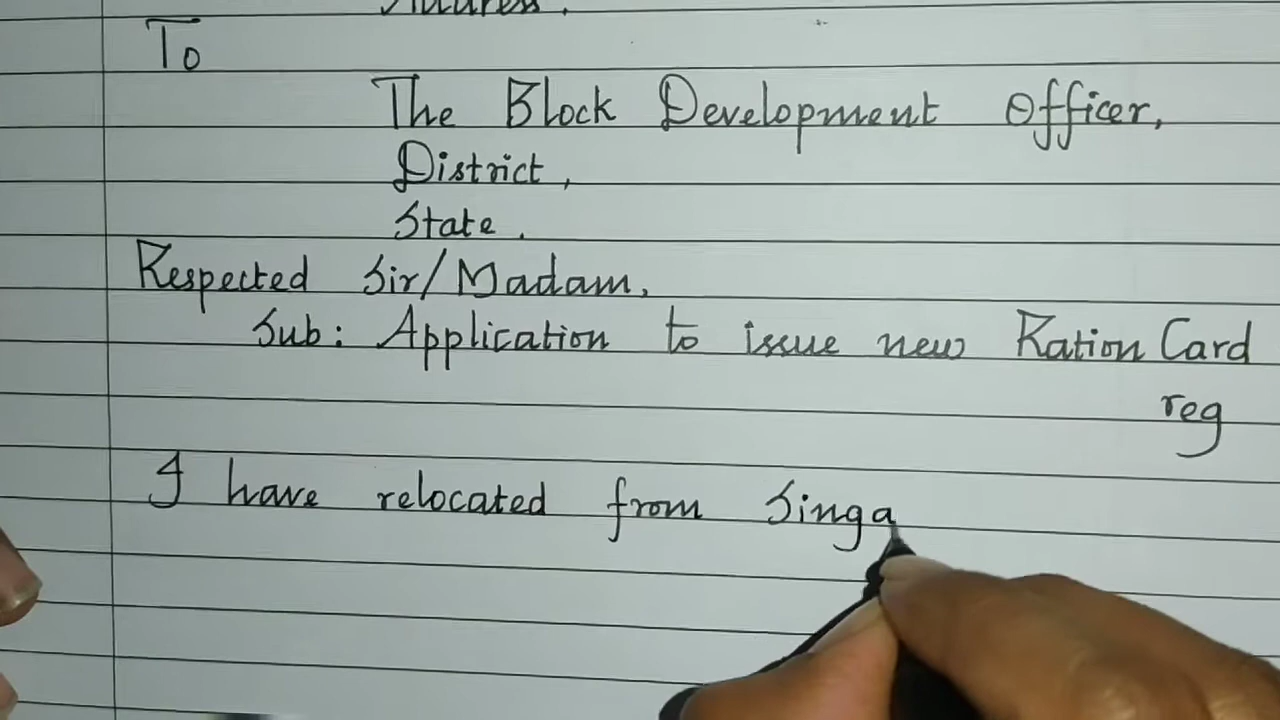 Address.
To
The Block Development Officer,
District,
State.
Respected Sir/Madam,
Sub: Application to issue new Ration Card
reg
I have relocated from Singa